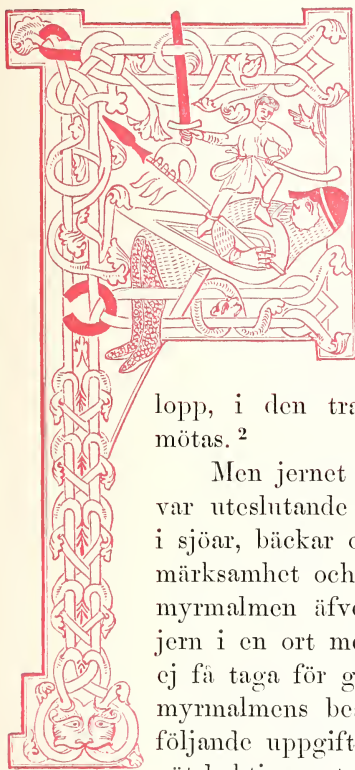 lopp, i den tra
mötas. ²
Men jernet
var uteslutande
i sjöar, bäckar
märksamhet och
myrmalmen äfve
jern i en ort me
ej få taga för g
myrmalmens be
följande uppgift